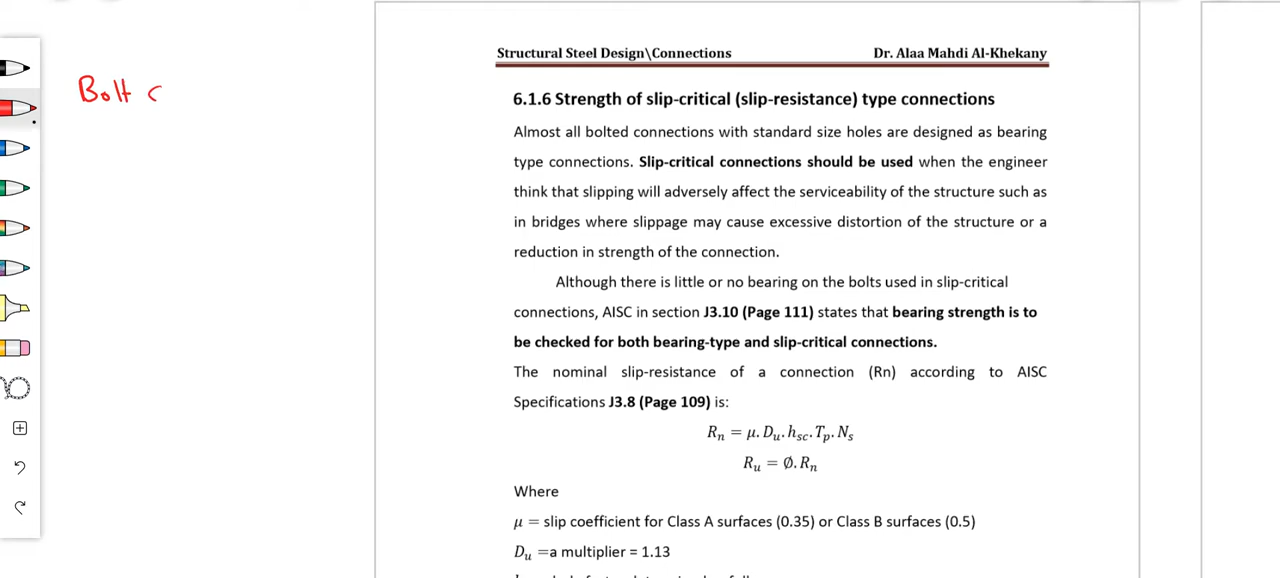 Bolt c
Structural Steel Design\Connections Dr. Alaa Mahdi Al-Khekany
6.1.6 Strength of slip-critical (slip-resistance) type connections
Almost all bolted connections with standard size holes are designed as bearing
type connections. Slip-critical connections should be used when the engineer
think that slipping will adversely affect the serviceability of the structure such as
in bridges where slippage may cause excessive distortion of the structure or a
reduction in strength of the connection.
Although there is little or no bearing on the bolts used in slip-critical
connections, AISC in section J3.10 (Page 111) states that bearing strength is to
be checked for both bearing-type and slip-critical connections.
The nominal slip-resistance of a connection (Rn) according to AISC
Specifications J3.8 (Page 109) is:
Rn = μ. Du. hsc. Tp. Ns
Ru = Ø. Rn
Where
μ = slip coefficient for Class A surfaces (0.35) or Class B surfaces (0.5)
Du =a multiplier = 1.13